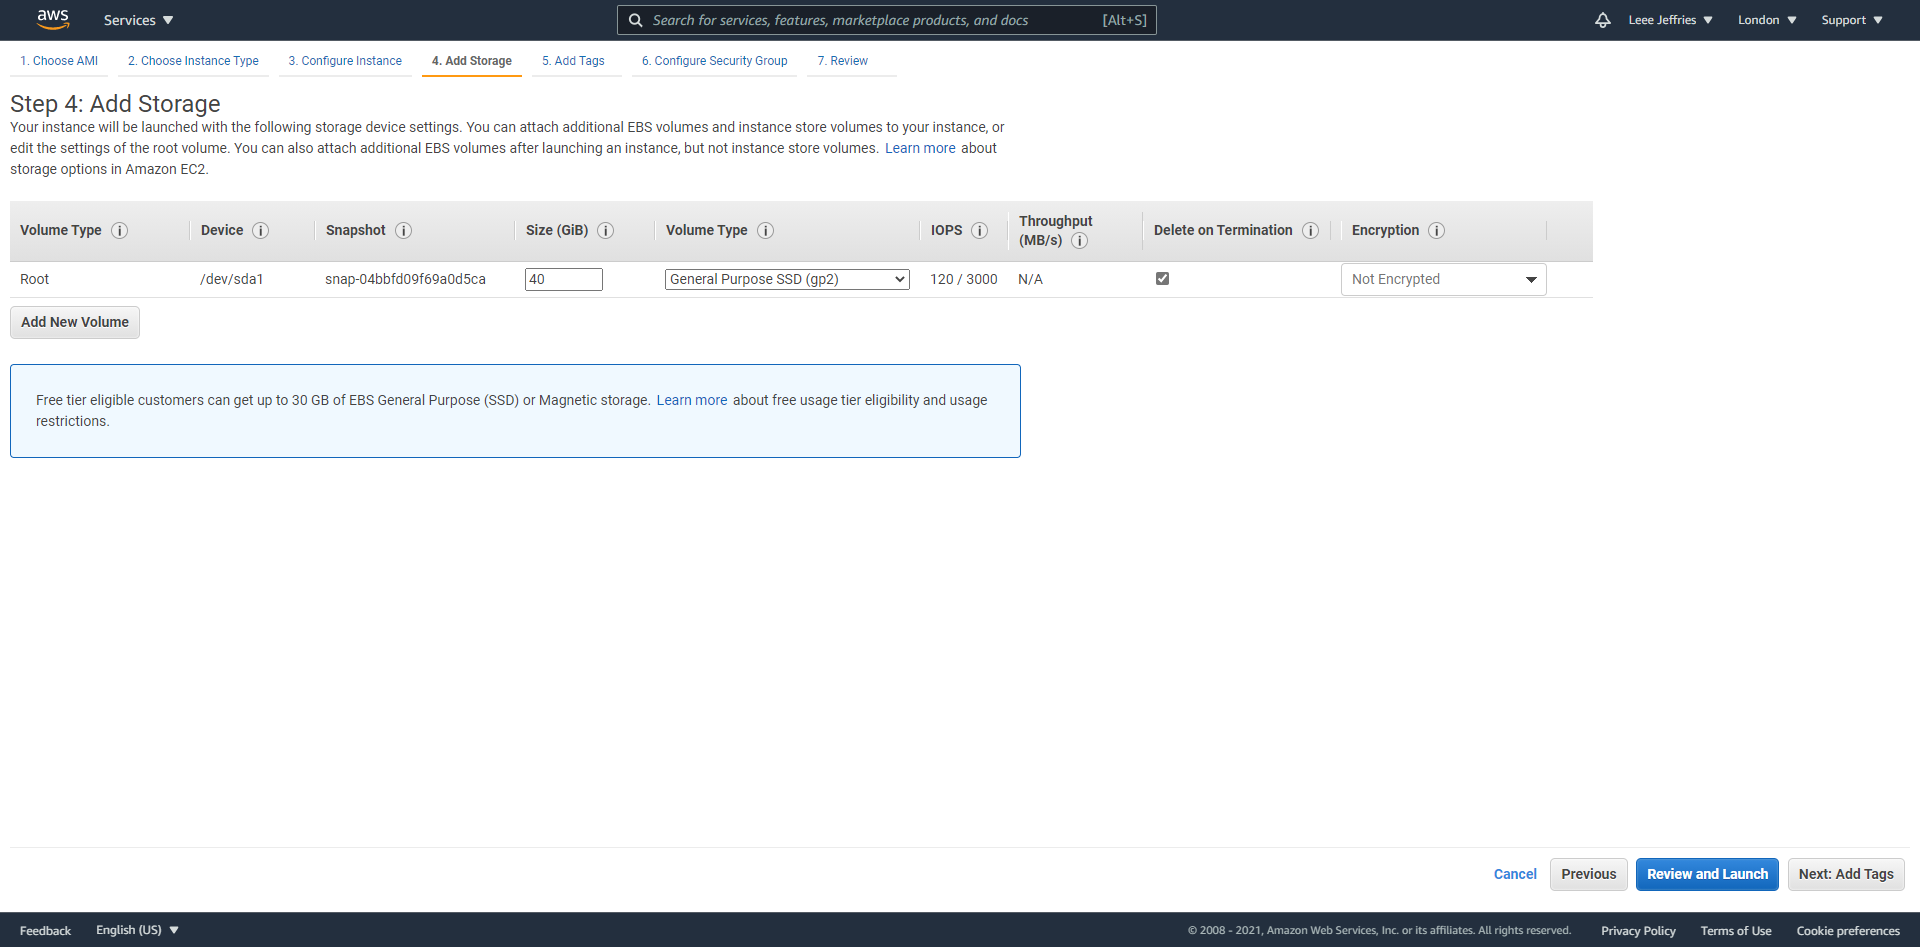 aws Services Search for services, features, marketplace products, and docs [Alt+S] Leee Jeffries London Support
1. Choose AMI 2. Choose Instance Type 3. Configure Instance 4. Add Storage 5. Add Tags 6. Configure Security Group 7. Review
Step 4: Add Storage
Your instance will be launched with the following storage device settings. You can attach additional EBS volumes and instance store volumes to your instance, or
edit the settings of the root volume. You can also attach additional EBS volumes after launching an instance, but not instance store volumes. Learn more about
storage options in Amazon EC2.
Volume Type i Device i Snapshot i Size (GiB) i Volume Type i IOPS i Throughput (MB/s) i Delete on Termination i Encryption i
Root /dev/sda1 snap-04bbfd09f69a0d5ca 40 General Purpose SSD (gp2) 120 / 3000 N/A Not Encrypted
Add New Volume
Free tier eligible customers can get up to 30 GB of EBS General Purpose (SSD) or Magnetic storage. Learn more about free usage tier eligibility and usage
restrictions.
Cancel Previous Review and Launch Next: Add Tags
Feedback English (US) © 2008 - 2021, Amazon Web Services, Inc. or its affiliates. All rights reserved. Privacy Policy Terms of Use Cookie preferences